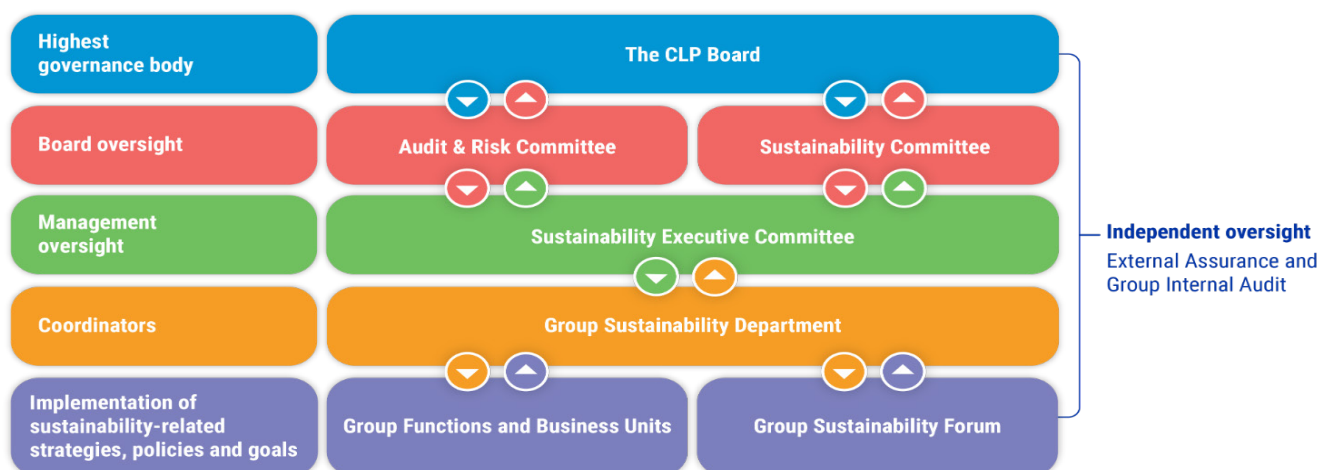 Highest
governance body
The CLP Board
Board oversight
Audit & Risk Committee
Sustainability Committee
Management
oversight
Sustainability Executive Committee
Independent oversight
External Assurance and
Group Internal Audit
Coordinators
Group Sustainability Department
Implementation of
sustainability-related
strategies, policies and goals
Group Functions and Business Units
Group Sustainability Forum